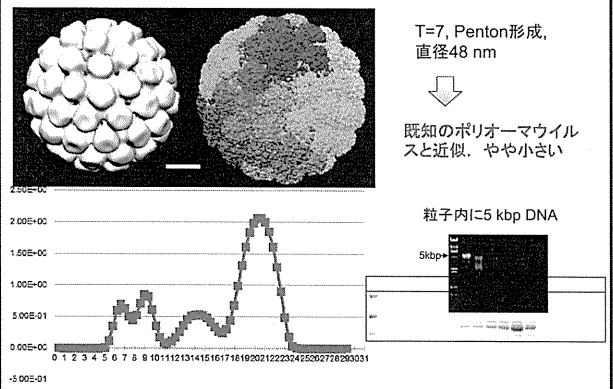 T=7, Penton形成,
直径48 nm
既知のポリオーマウイル
スと近似．やや小さい
2.50E+00
2.00E+00
1.50E+00
1.00E+00
5.00E-01
0.00E+00
-5.00E-01
0 1 2 3 4 5 6 7 8 9 10 11 12 13 14 15 16 17 18 19 20 21 22 23 24 25 26 27 28 29 30 31
粒子内に5 kbp DNA
5kbp